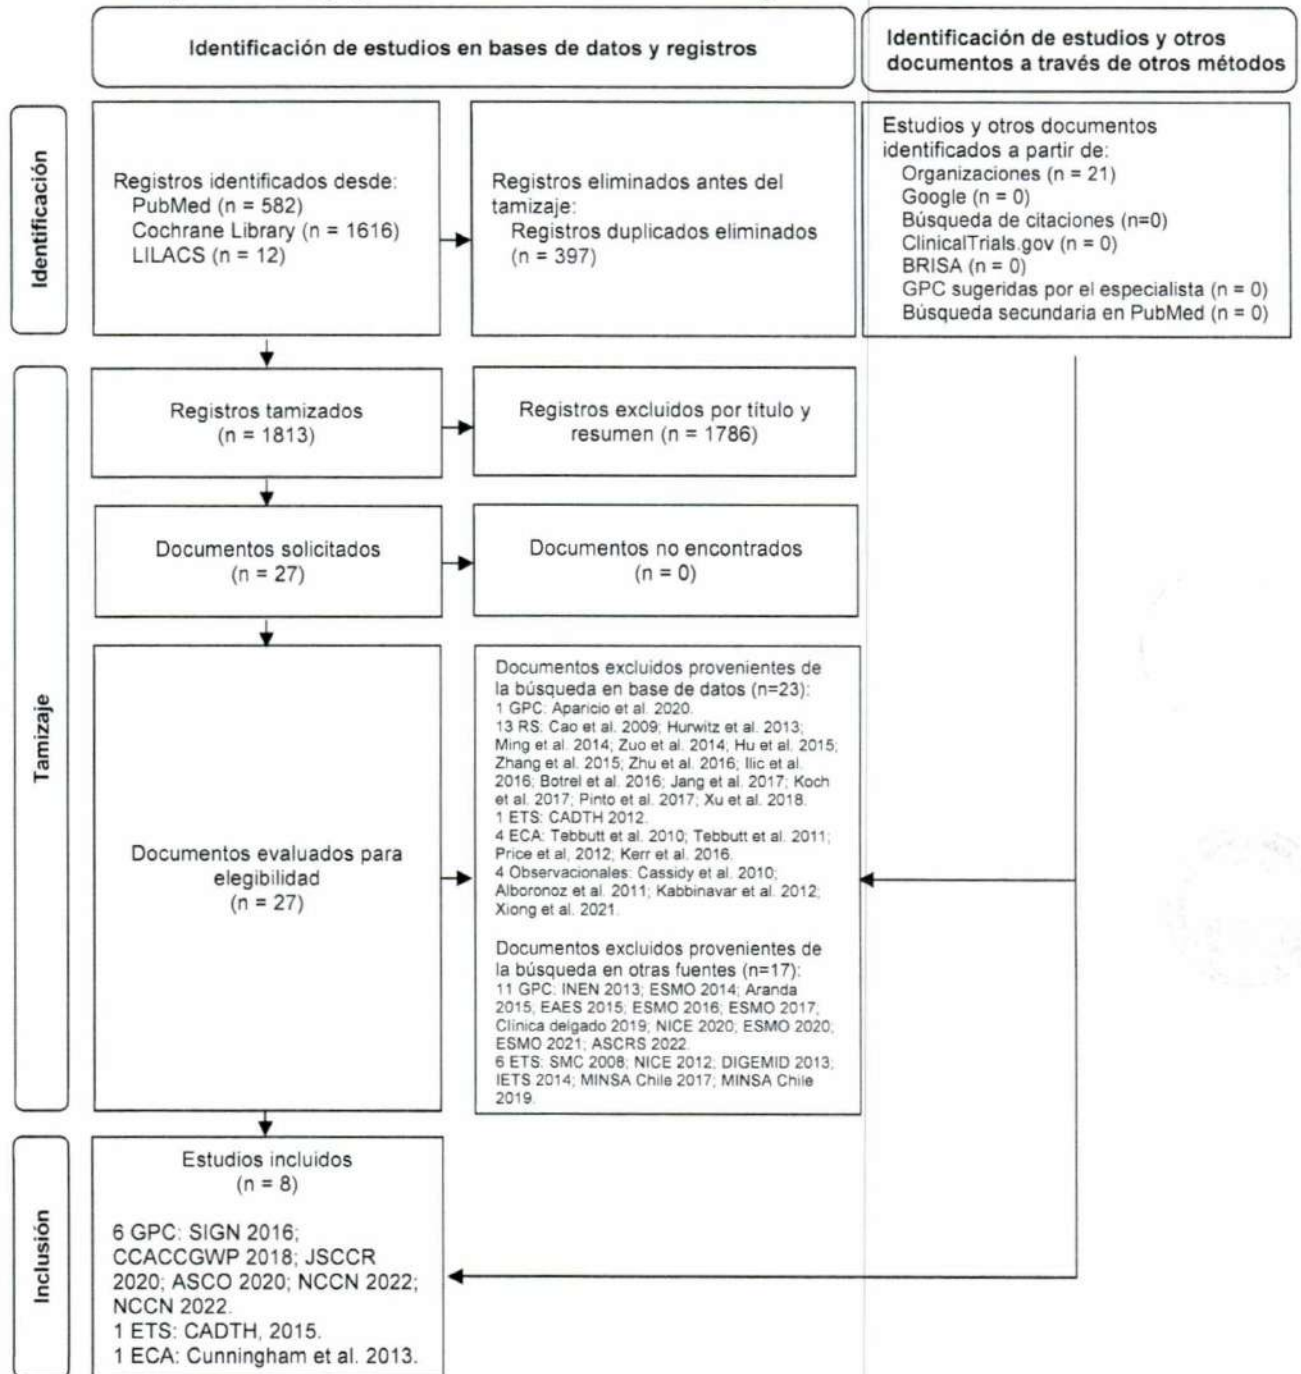 Identificación de estudios en bases de datos y registros
Identificación de estudios y otros
documentos a través de otros métodos
Identificación
Registros identificados desde:
PubMed (n = 582)
Cochrane Library (n = 1616)
LILACS (n = 12)
Registros eliminados antes del
tamizaje:
Registros duplicados eliminados
(n = 397)
Estudios y otros documentos
identificados a partir de:
Organizaciones (n = 21)
Google (n = 0)
Búsqueda de citaciones (n=0)
ClinicalTrials.gov (n = 0)
BRISA (n = 0)
GPC sugeridas por el especialista (n = 0)
Búsqueda secundaria en PubMed (n = 0)
Tamizaje
Registros tamizados
(n = 1813)
Registros excluidos por título y
resumen (n = 1786)
Documentos solicitados
(n = 27)
Documentos no encontrados
(n = 0)
Documentos evaluados para
elegibilidad
(n = 27)
Documentos excluidos provenientes de
la búsqueda en base de datos (n=23):
1 GPC: Aparicio et al. 2020.
13 RS: Cao et al. 2009; Hurwitz et al. 2013;
Ming et al. 2014; Zuo et al. 2014; Hu et al. 2015;
Zhang et al. 2015; Zhu et al. 2016; Ilic et al.
2016; Botrel et al. 2016; Jang et al. 2017; Koch
et al. 2017; Pinto et al. 2017; Xu et al. 2018.
1 ETS: CADTH 2012.
4 ECA: Tebbutt et al. 2010; Tebbutt et al. 2011;
Price et al, 2012; Kerr et al. 2016.
4 Observacionales: Cassidy et al. 2010;
Alboronoz et al. 2011; Kabbinavar et al. 2012;
Xiong et al. 2021.
Documentos excluidos provenientes de
la búsqueda en otras fuentes (n=17):
11 GPC: INEN 2013; ESMO 2014; Aranda
2015; EAES 2015; ESMO 2016; ESMO 2017;
Clínica delgado 2019; NICE 2020; ESMO 2020;
ESMO 2021; ASCRS 2022.
6 ETS: SMC 2008; NICE 2012; DIGEMID 2013;
IETS 2014; MINSA Chile 2017; MINSA Chile
2019.
Inclusión
Estudios incluidos
(n = 8)
6 GPC: SIGN 2016;
CCACCGWP 2018; JSCCR
2020; ASCO 2020; NCCN 2022;
NCCN 2022.
1 ETS: CADTH, 2015.
1 ECA: Cunningham et al. 2013.